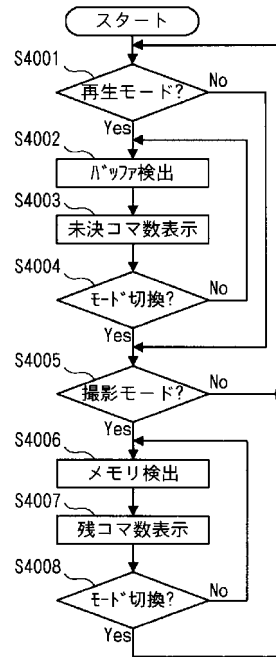 スタート
S4001
再生モード?
No
Yes
S4002
バッファ検出
S4003
未決コマ数表示
S4004
モード切換?
No
Yes
S4005
撮影モード?
No
Yes
S4006
メモリ検出
S4007
残コマ数表示
S4008
モード切換?
No
Yes